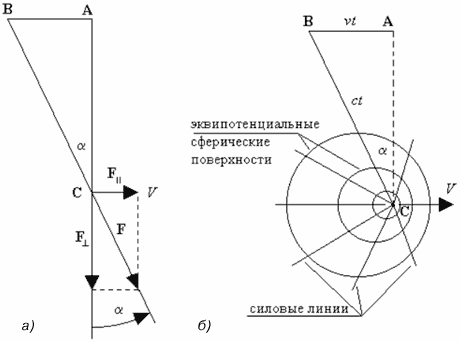 B A
α
F||
C V
F⊥ F
α
а)
B vt A
ct
эквипотенциальные
сферические
поверхности
α
V
C
силовые линии
б)